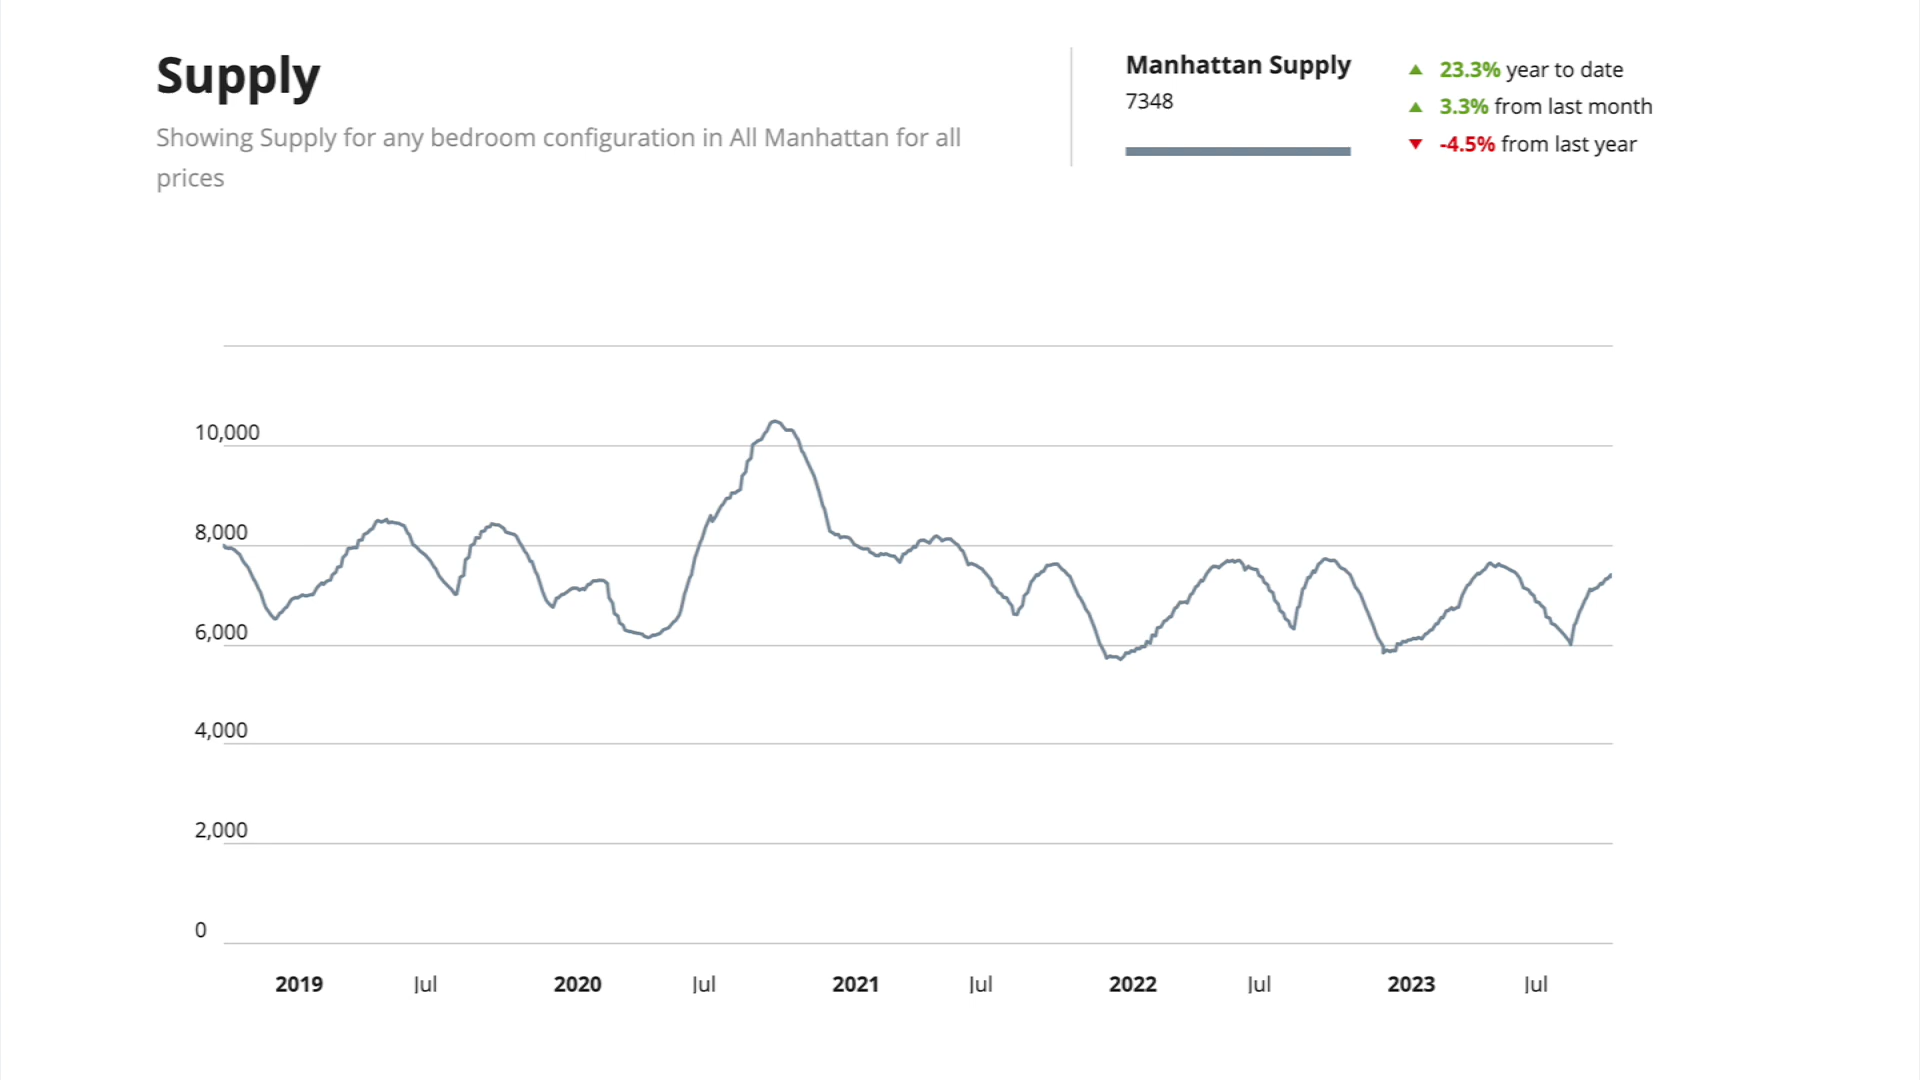 Supply
Showing Supply for any bedroom configuration in All Manhattan for all
prices
Manhattan Supply
7348
23.3% year to date
3.3% from last month
-4.5% from last year
10,000
8,000
6,000
4,000
2,000
0
2019 Jul 2020 Jul 2021 Jul 2022 Jul 2023 Jul